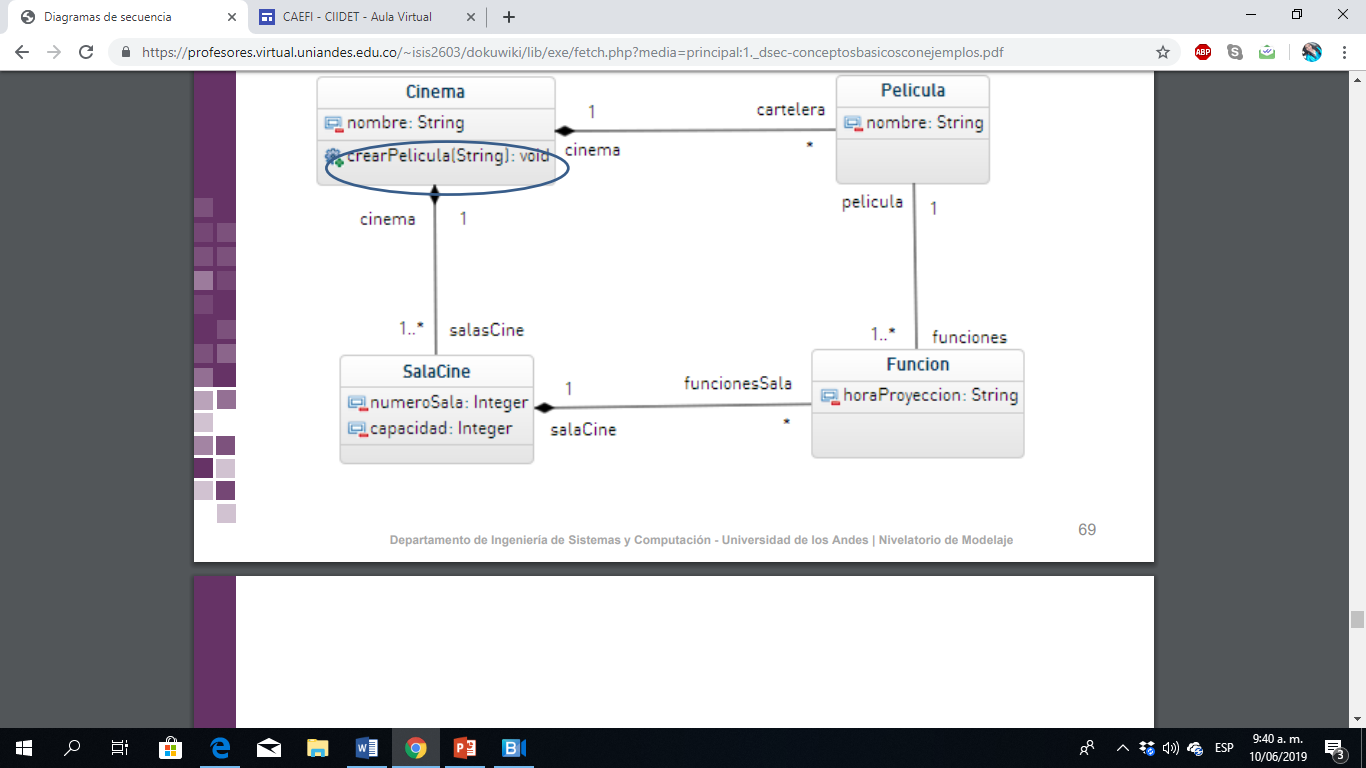 Diagramas de secuencia
CAEFI - CIIDET - Aula Virtual
https://profesores.virtual.uniandes.edu.co/~isis2603/dokuwiki/lib/exe/fetch.php?media=principal:1._dsec-conceptosbasicosconejemplos.pdf
ABP
Cinema
nombre: String
crearPelicula(String): void
1
cartelera
cinema
*
Pelicula
nombre: String
cinema
1
pelicula
1
1..*
salasCine
1..*
funciones
SalaCine
numeroSala: Integer
capacidad: Integer
1
funcionesSala
salaCine
*
Funcion
horaProyeccion: String
69
Departamento de Ingeniería de Sistemas y Computación - Universidad de los Andes | Nivelatorio de Modelaje
ESP
9:40 a. m.
10/06/2019
3